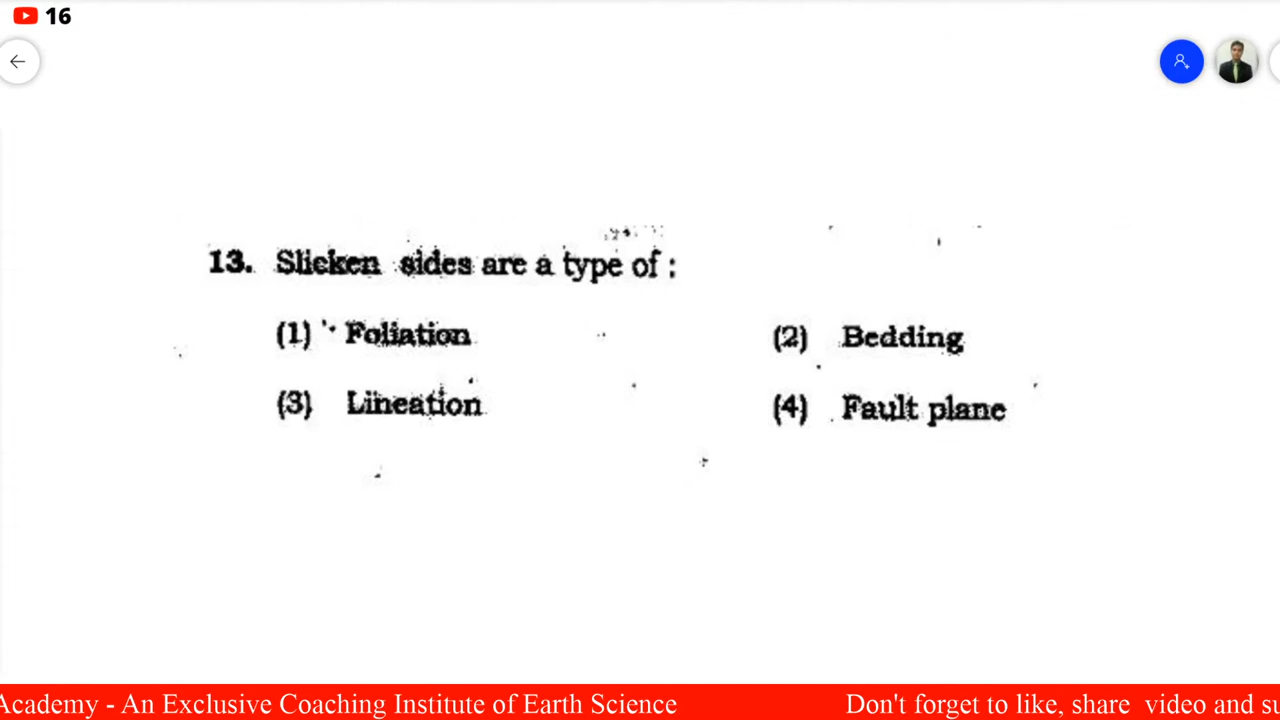 16
13. Slicken sides are a type of :
(1) Foliation (2) Bedding
(3) Lineation (4) Fault plane
Academy - An Exclusive Coaching Institute of Earth Science Don't forget to like, share video and su